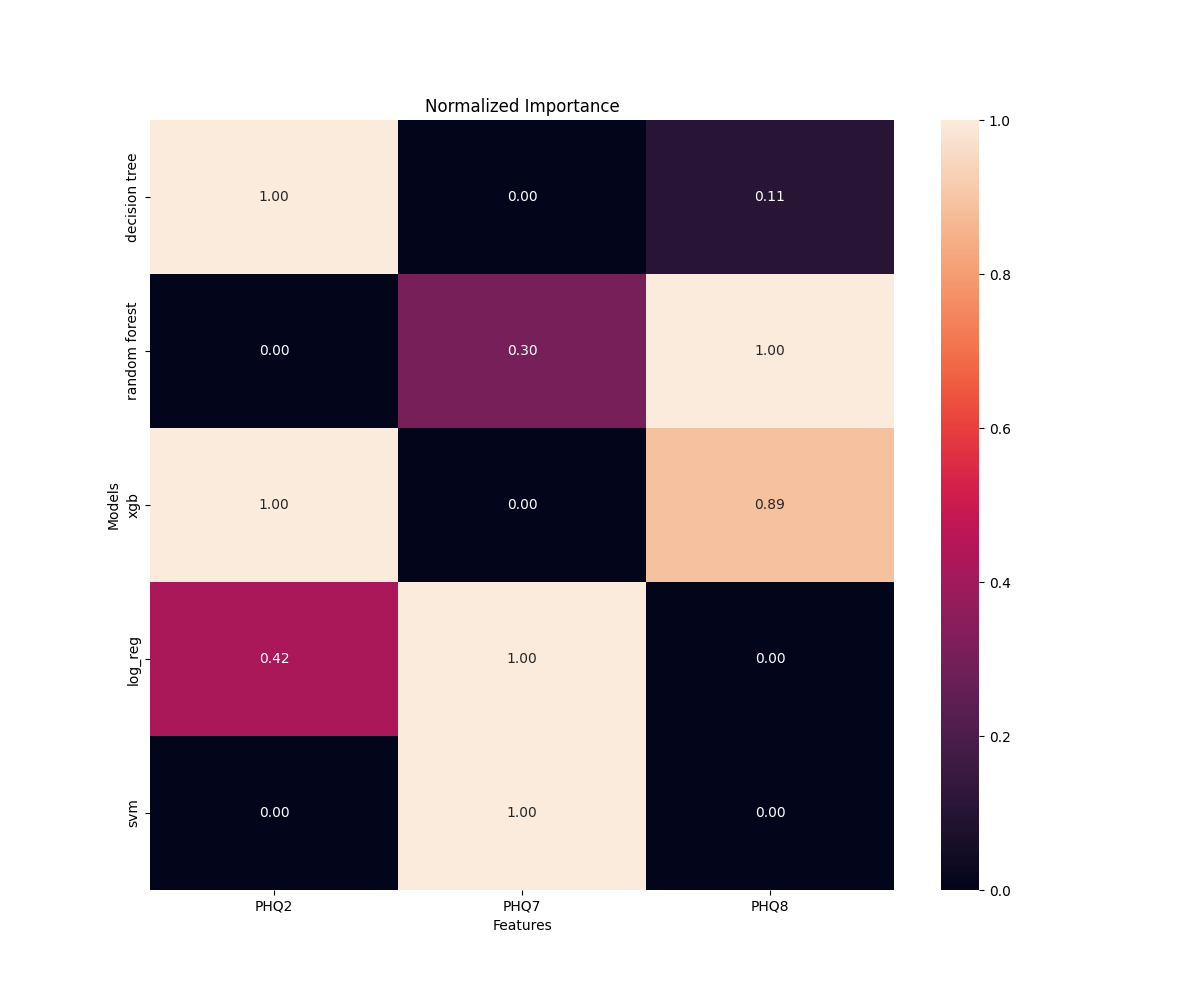 Normalized Importance
decision tree
1.00 0.00 0.11
random forest
0.00 0.30 1.00
Models
xgb
1.00 0.00 0.89
log_reg
0.42 1.00 0.00
svm
0.00 1.00 0.00
PHQ2 PHQ7 PHQ8
Features
1.0
0.8
0.6
0.4
0.2
0.0